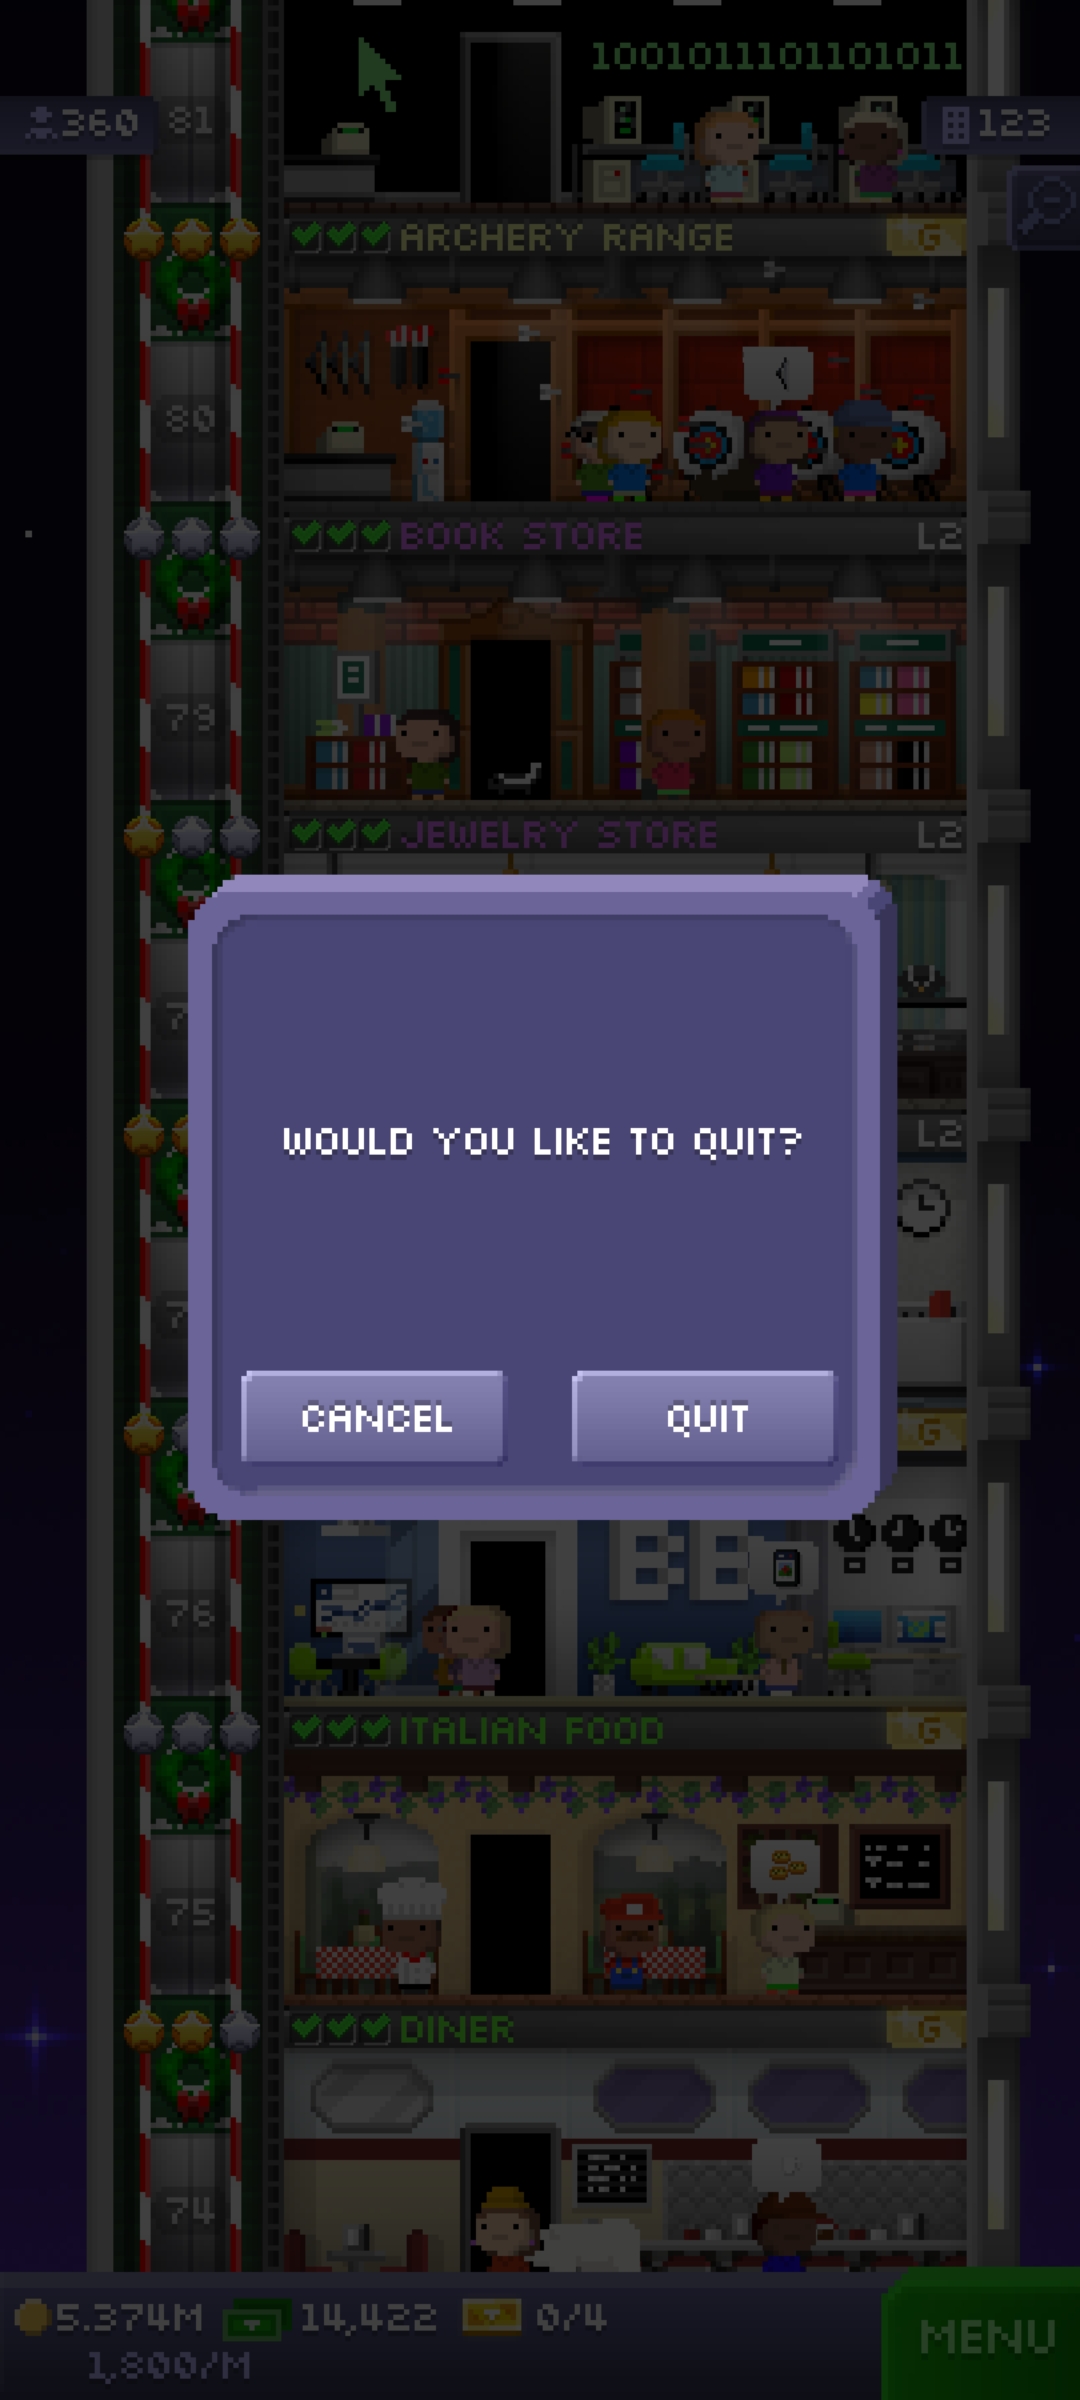 1001011101101011
360
81
123
ARCHERY RANGE
G
80
BOOK STORE
L2
79
JEWELRY STORE
L2
L2
WOULD YOU LIKE TO QUIT?
CANCEL
QUIT
G
76
ITALIAN FOOD
G
75
DINER
G
74
5.374M
14,422
0/4
MENU
1,800/M